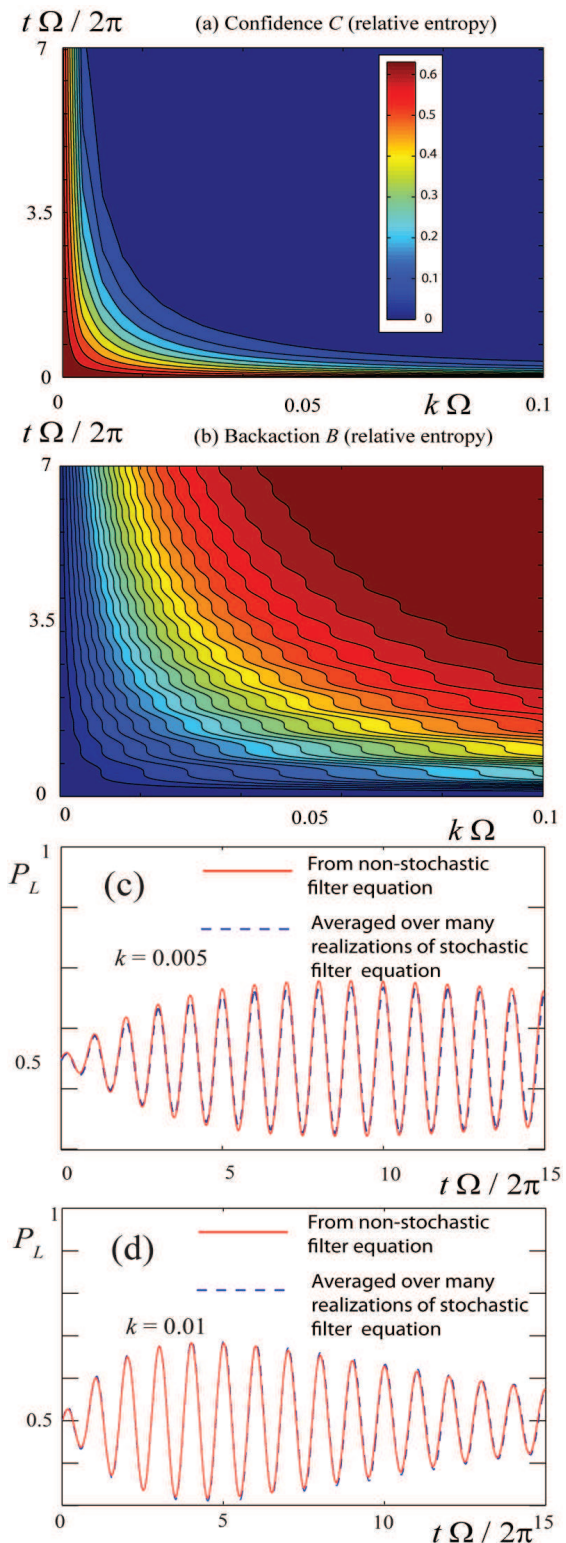 (a) Confidence C (relative entropy)
t Ω / 2π
7
3.5
0
0.6
0.5
0.4
0.3
0.2
0.1
0
0
0.05
0.1
k Ω
(b) Backaction B (relative entropy)
t Ω / 2π
7
3.5
0
0
0.05
0.1
k Ω
1
P_L
0.5
(c)
From non-stochastic
filter equation
Averaged over many
realizations of stochastic
filter equation
k = 0.005
0
5
10
15
t Ω / 2π
1
P_L
0.5
(d)
From non-stochastic
filter equation
Averaged over many
realizations of stochastic
filter equation
k = 0.01
0
5
10
15
t Ω / 2π